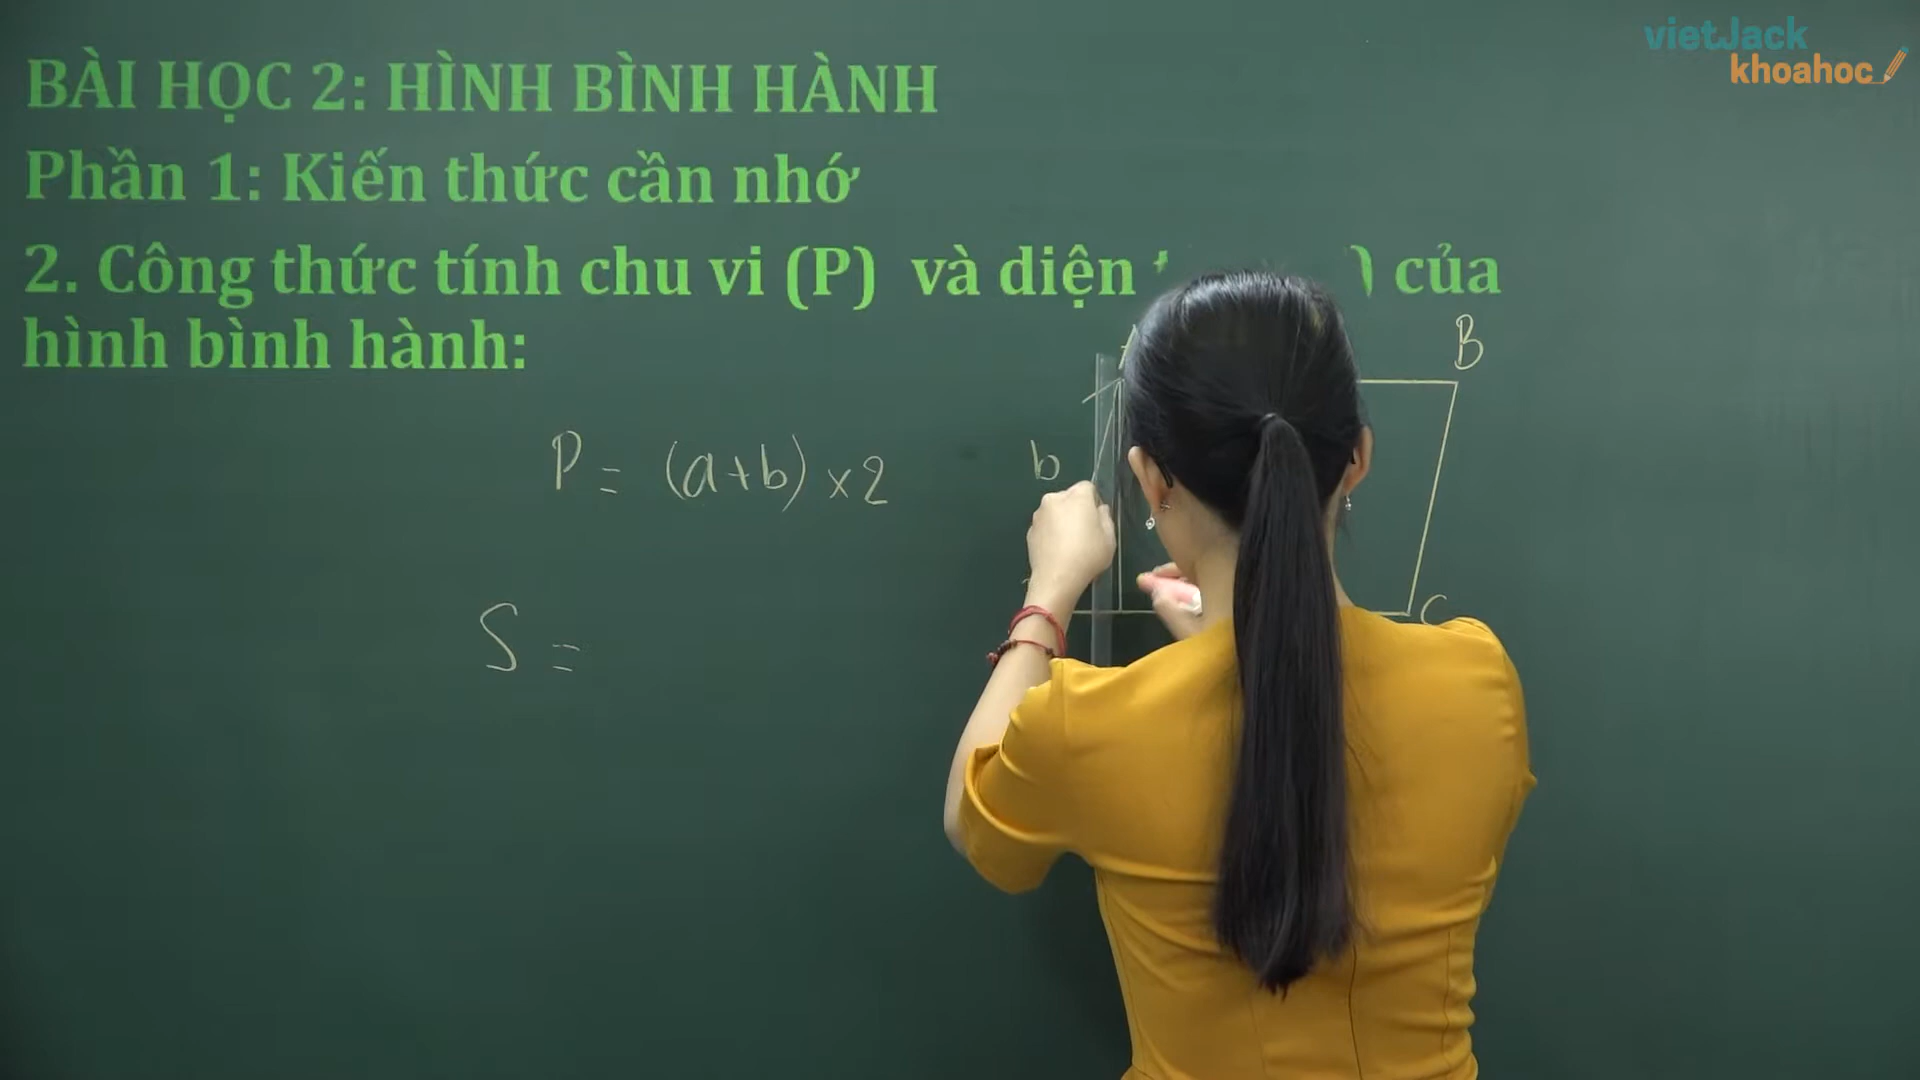 vietJack
khoahoc
BÀI HỌC 2: HÌNH BÌNH HÀNH
Phần 1: Kiến thức cần nhớ
2. Công thức tính chu vi (P) và diện ) của
hình bình hành:
B
P = (a+b) x 2
b
C
S =